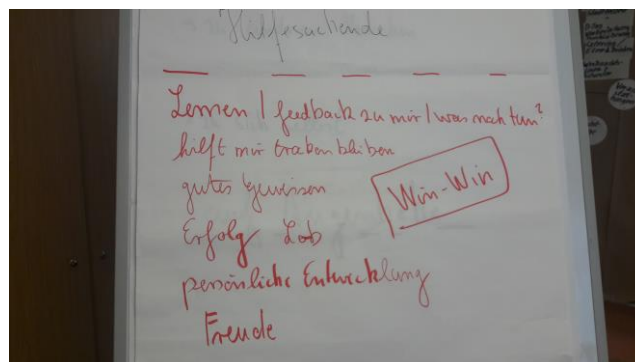 Hilfesuchende
Lernen / feedback zu mir / was noch tun?
hilft mir traben bleiben
gutes Gewissen
Win-Win
Erfolg Lob
persönliche Entwicklung
Freude